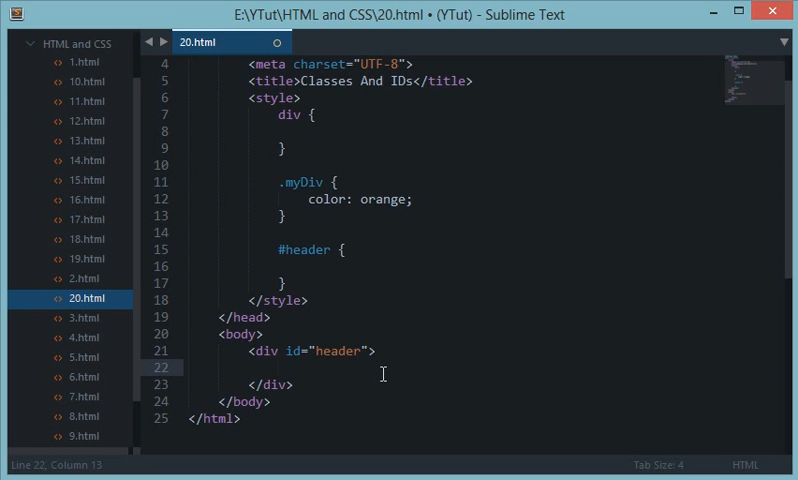 E:\YTut\HTML and CSS\20.html • (YTut) - Sublime Text
HTML and CSS
1.html
10.html
11.html
12.html
13.html
14.html
15.html
16.html
17.html
18.html
19.html
2.html
20.html
3.html
4.html
5.html
6.html
7.html
8.html
9.html
20.html
4 <meta charset="UTF-8">
5 <title>Classes And IDs</title>
6 <style>
7 div {
8
9 }
10
11 .myDiv {
12 color: orange;
13 }
14
15 #header {
16
17 }
18 </style>
19 </head>
20 <body>
21 <div id="header">
22
23 </div>
24 </body>
25 </html>
Line 22, Column 13
Tab Size: 4
HTML